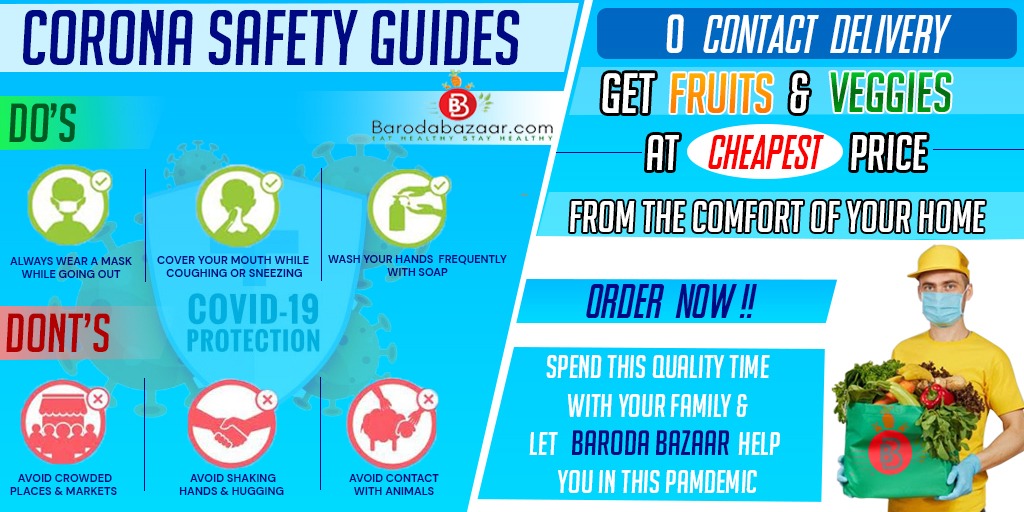 CORONA SAFETY GUIDES
DO'S
BB
Barodabazaar.com
EAT HEALTHY STAY HEALTHY
ALWAYS WEAR A MASK
WHILE GOING OUT
COVER YOUR MOUTH WHILE
COUGHING OR SNEEZING
WASH YOUR HANDS FREQUENTLY
WITH SOAP
COVID-19
PROTECTION
DONT'S
AVOID CROWDED
PLACES & MARKETS
AVOID SHAKING
HANDS & HUGGING
AVOID CONTACT
WITH ANIMALS
0 CONTACT DELIVERY
GET FRUITS & VEGGIES
AT CHEAPEST PRICE
FROM THE COMFORT OF YOUR HOME
ORDER NOW !!
SPEND THIS QUALITY TIME
WITH YOUR FAMILY &
LET BARODA BAZAAR HELP
YOU IN THIS PAMDEMIC
BB